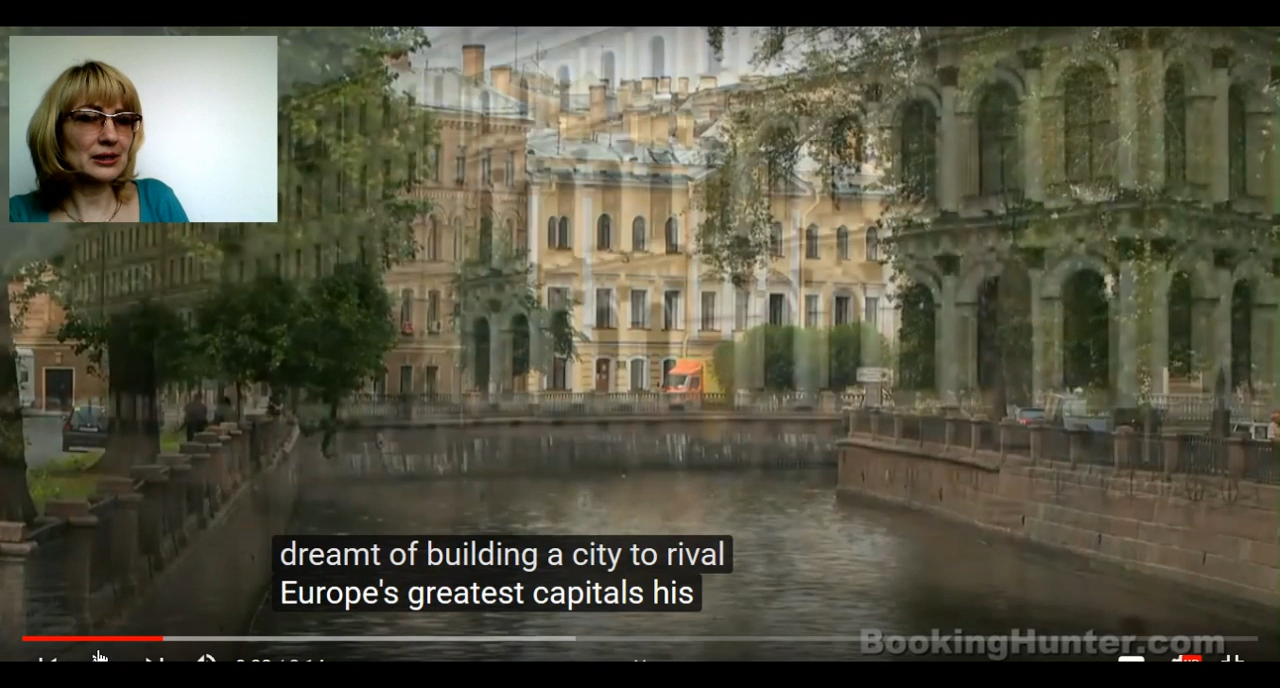 dreamt of building a city to rival
Europe's greatest capitals his
BookingHunter.com